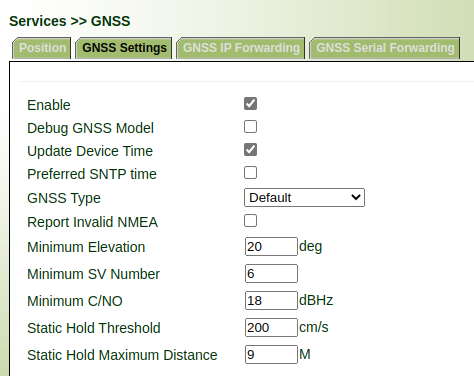 Services >> GNSS
Position GNSS Settings GNSS IP Forwarding GNSS Serial Forwarding
Enable
Debug GNSS Model
Update Device Time
Preferred SNTP time
GNSS Type Default
Report Invalid NMEA
Minimum Elevation 20 deg
Minimum SV Number 6
Minimum C/NO 18 dBHz
Static Hold Threshold 200 cm/s
Static Hold Maximum Distance 9 M